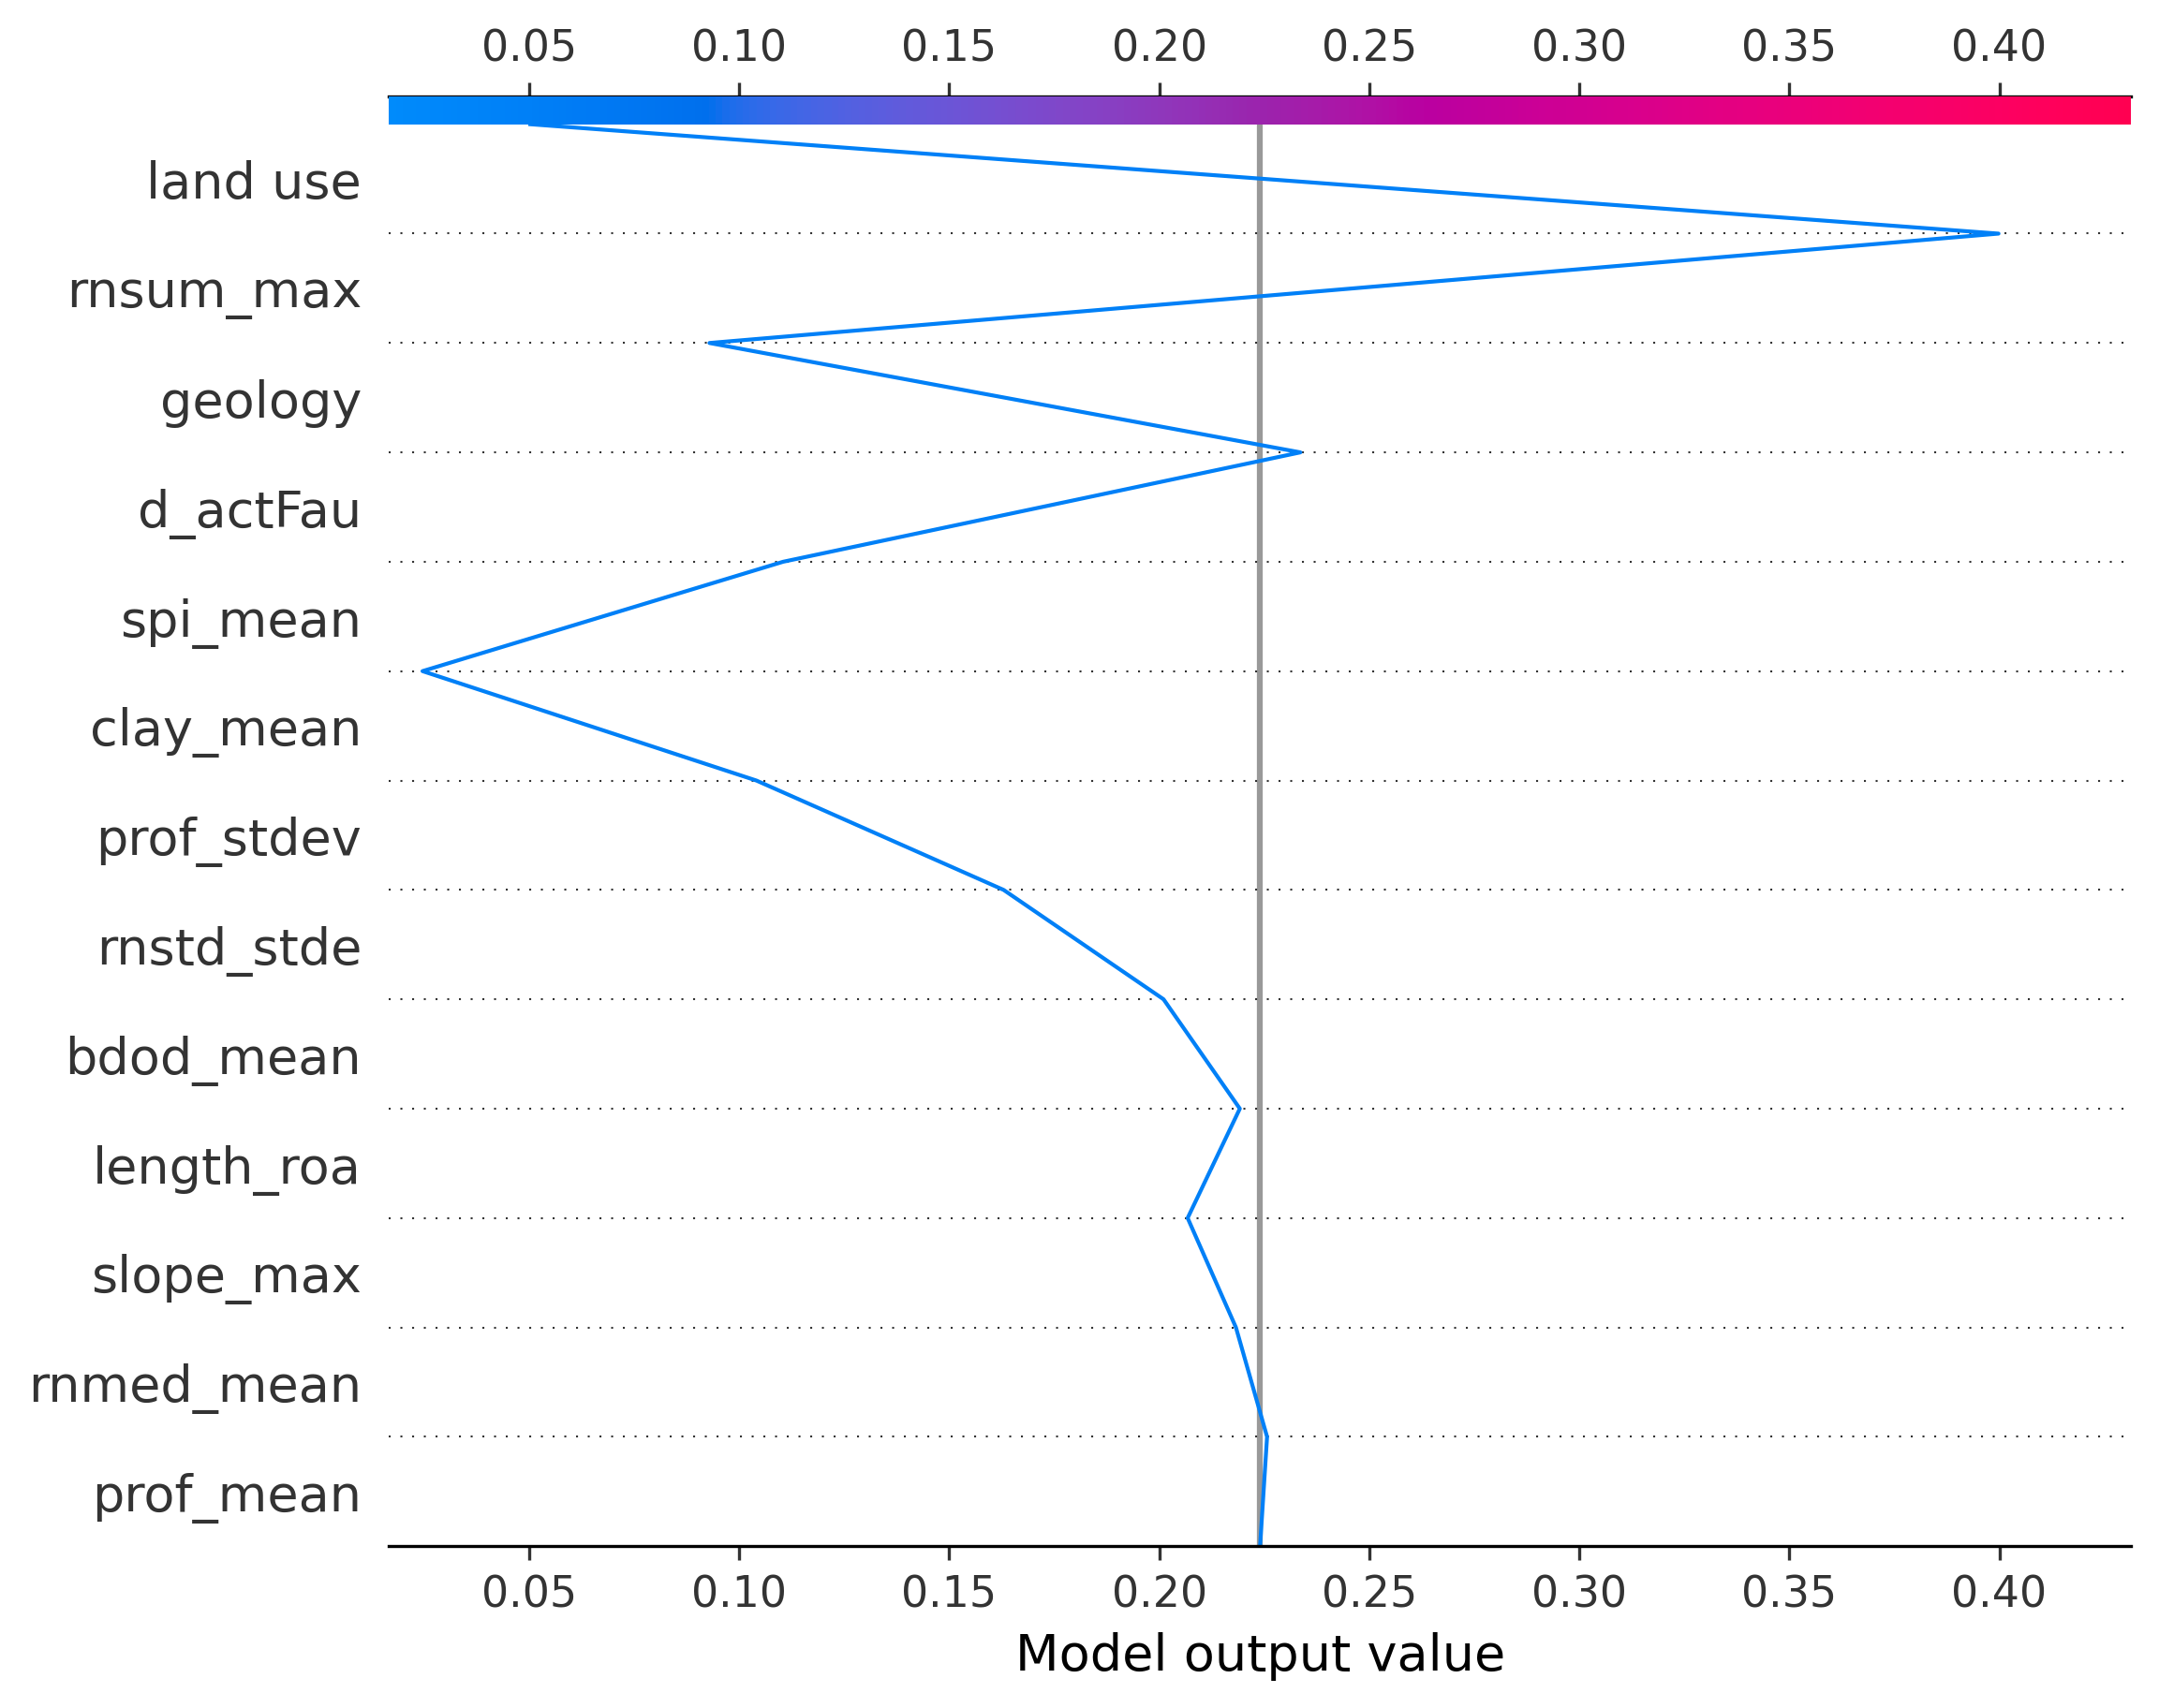 0.05 0.10 0.15 0.20 0.25 0.30 0.35 0.40
land use
rnsum_max
geology
d_actFau
spi_mean
clay_mean
prof_stdev
rnstd_stde
bdod_mean
length_roa
slope_max
rnmed_mean
prof_mean
0.05 0.10 0.15 0.20 0.25 0.30 0.35 0.40
Model output value